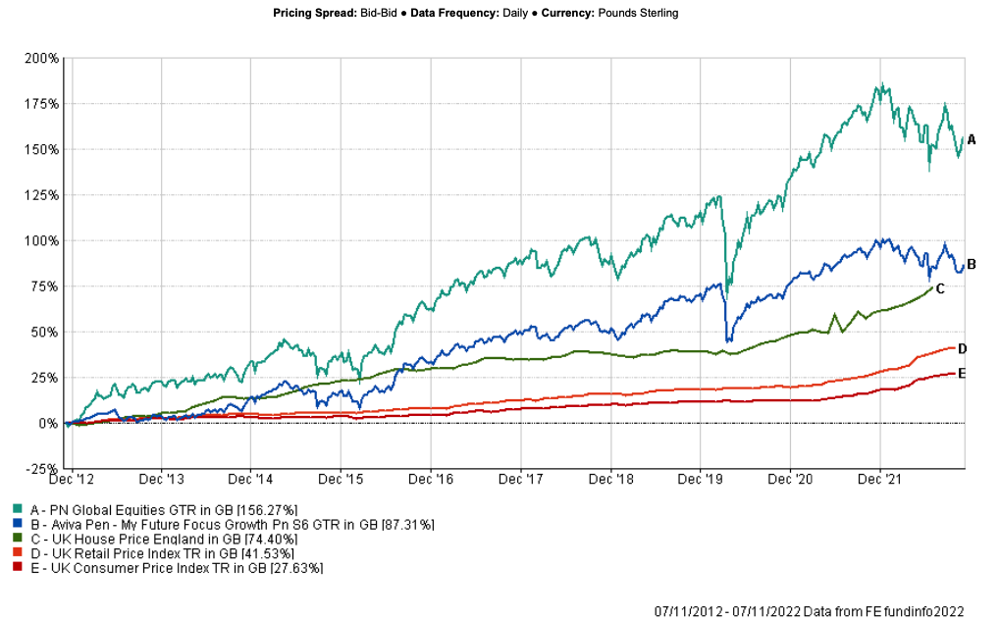 Pricing Spread: Bid-Bid ● Data Frequency: Daily ● Currency: Pounds Sterling
200%
175%
150%
125%
100%
75%
50%
25%
0%
-25%
A
B
C
D
E
Dec '12 Dec '13 Dec '14 Dec '15 Dec '16 Dec '17 Dec '18 Dec '19 Dec '20 Dec '21
A - PN Global Equities GTR in GB [156.27%]
B - Aviva Pen - My Future Focus Growth Pn S6 GTR in GB [87.31%]
C - UK House Price England in GB [74.40%]
D - UK Retail Price Index TR in GB [41.53%]
E - UK Consumer Price Index TR in GB [27.63%]
07/11/2012 - 07/11/2022 Data from FE fundinfo2022